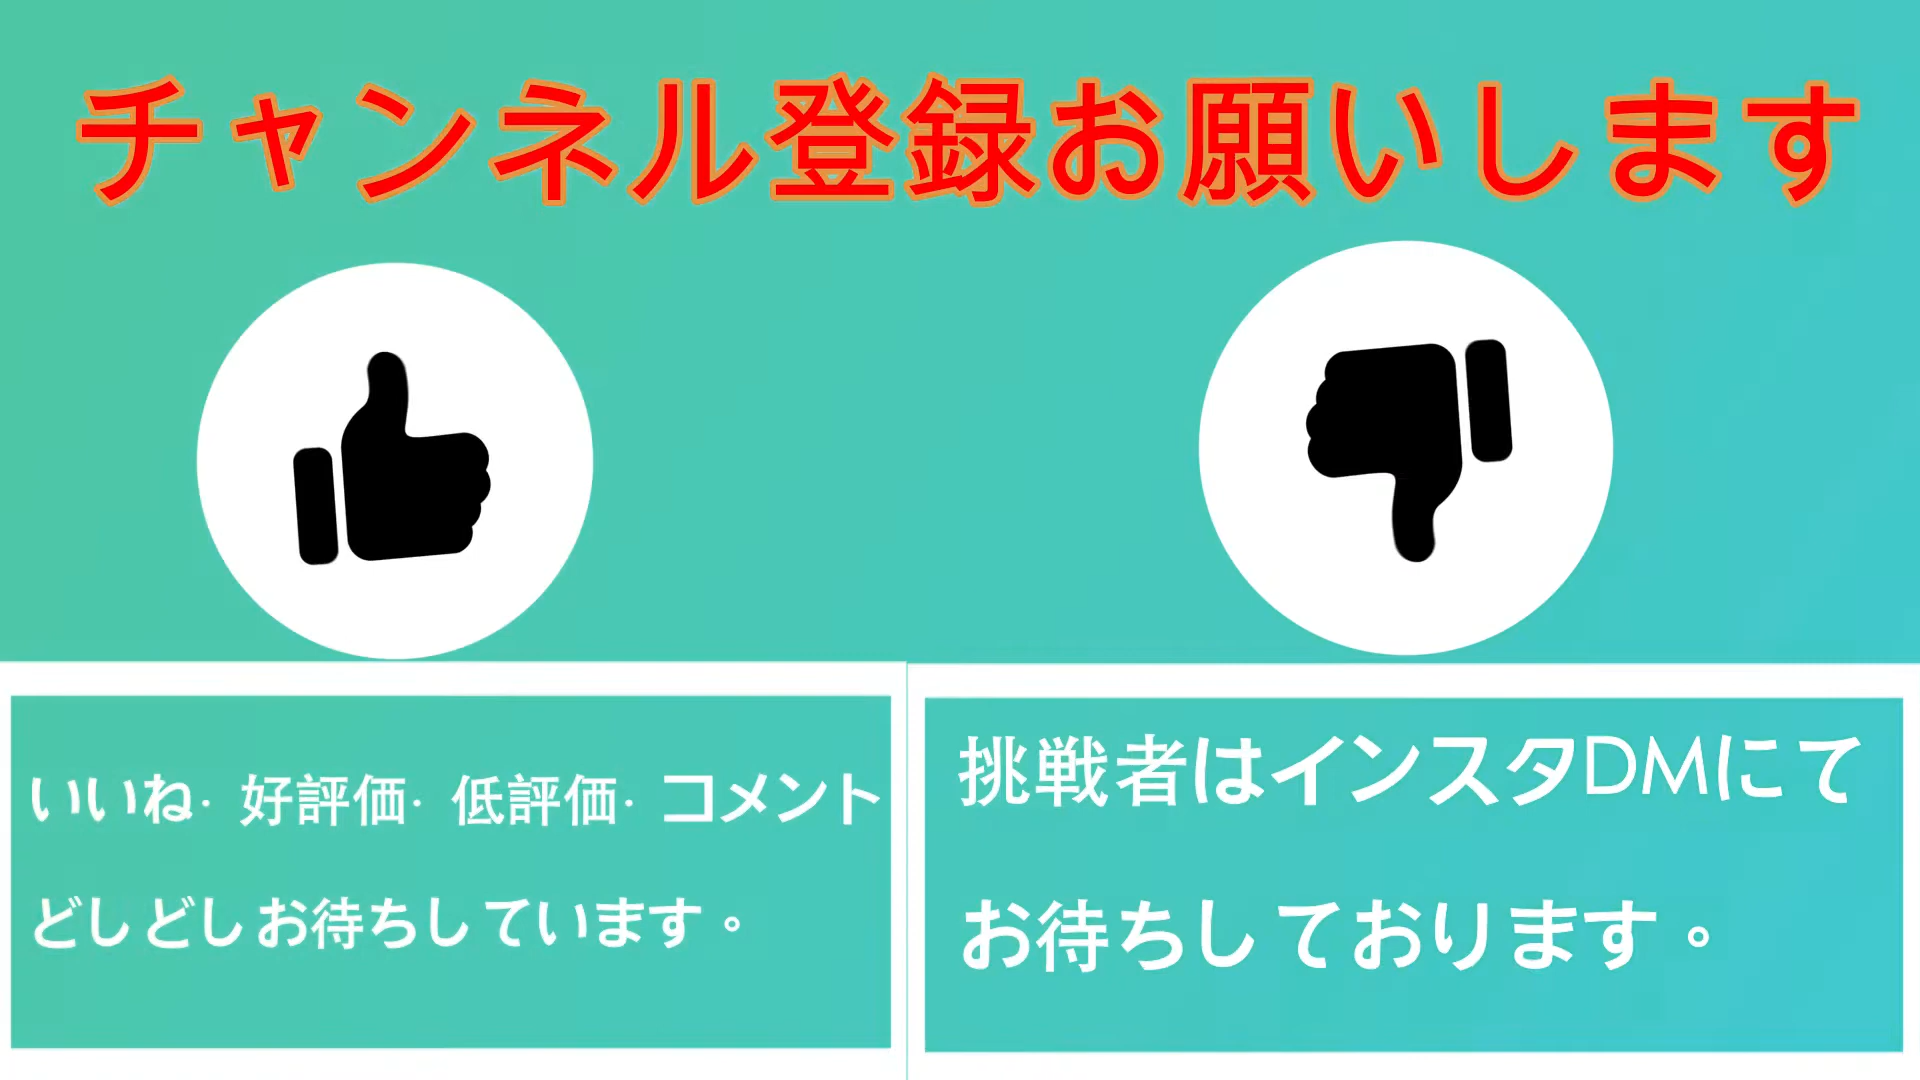 チャンネル登録お願いします
いいね· 好評価· 低評価· コメント
どしどしお待ちしています。
挑戦者はインスタDMにて
お待ちしております。